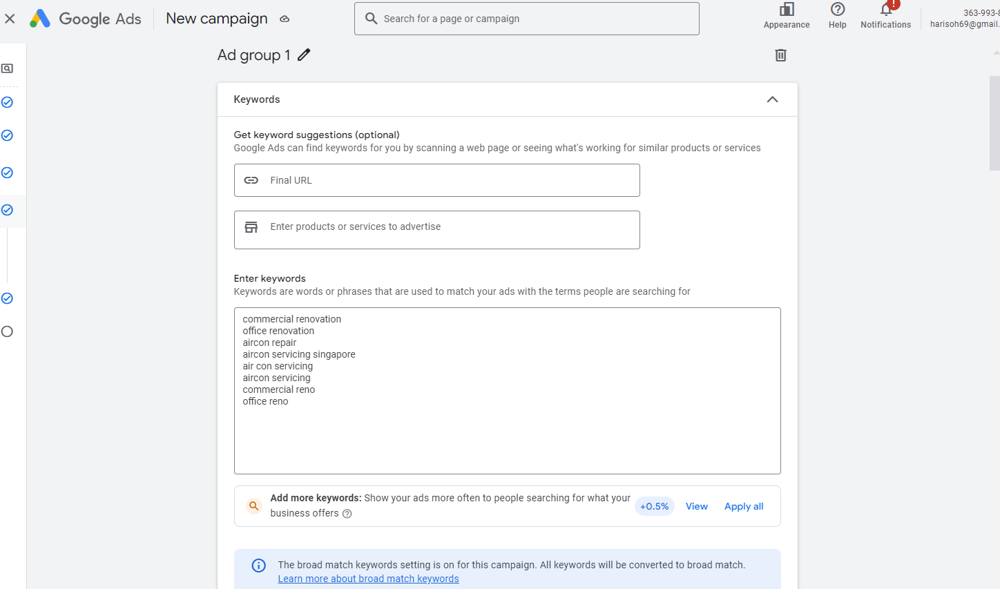 Google Ads
New campaign
Search for a page or campaign
Appearance
Help
!
Notifications
363-993-8
harisoh69@gmail.
Ad group 1
Keywords
Get keyword suggestions (optional)
Google Ads can find keywords for you by scanning a web page or seeing what's working for similar products or services
Final URL
Enter products or services to advertise
Enter keywords
Keywords are words or phrases that are used to match your ads with the terms people are searching for
commercial renovation
office renovation
aircon repair
aircon servicing singapore
air con servicing
aircon servicing
commercial reno
office reno
Add more keywords: Show your ads more often to people searching for what your
business offers
+0.5%
View
Apply all
The broad match keywords setting is on for this campaign. All keywords will be converted to broad match.
Learn more about broad match keywords